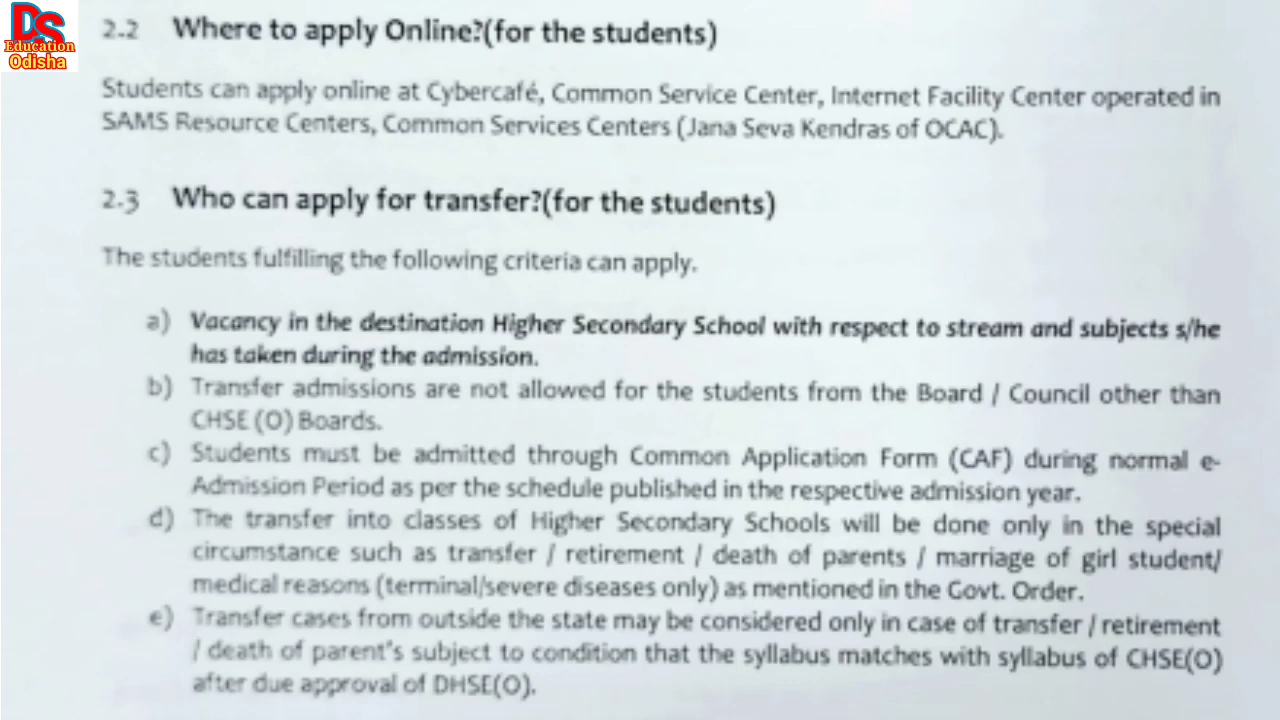 DS
Education
Odisha
2.2 Where to apply Online?(for the students)
Students can apply online at Cybercafé, Common Service Center, Internet Facility Center operated in
SAMS Resource Centers, Common Services Centers (Jana Seva Kendras of OCAC).
2.3 Who can apply for transfer?(for the students)
The students fulfilling the following criteria can apply.
a) Vacancy in the destination Higher Secondary School with respect to stream and subjects s/he
has taken during the admission.
b) Transfer admissions are not allowed for the students from the Board / Council other than
CHSE (O) Boards.
c) Students must be admitted through Common Application Form (CAF) during normal e-
Admission Period as per the schedule published in the respective admission year.
d) The transfer into classes of Higher Secondary Schools will be done only in the special
circumstance such as transfer / retirement / death of parents / marriage of girl student/
medical reasons (terminal/severe diseases only) as mentioned in the Govt. Order.
e) Transfer cases from outside the state may be considered only in case of transfer / retirement
/ death of parent's subject to condition that the syllabus matches with syllabus of CHSE(O)
after due approval of DHSE(O).